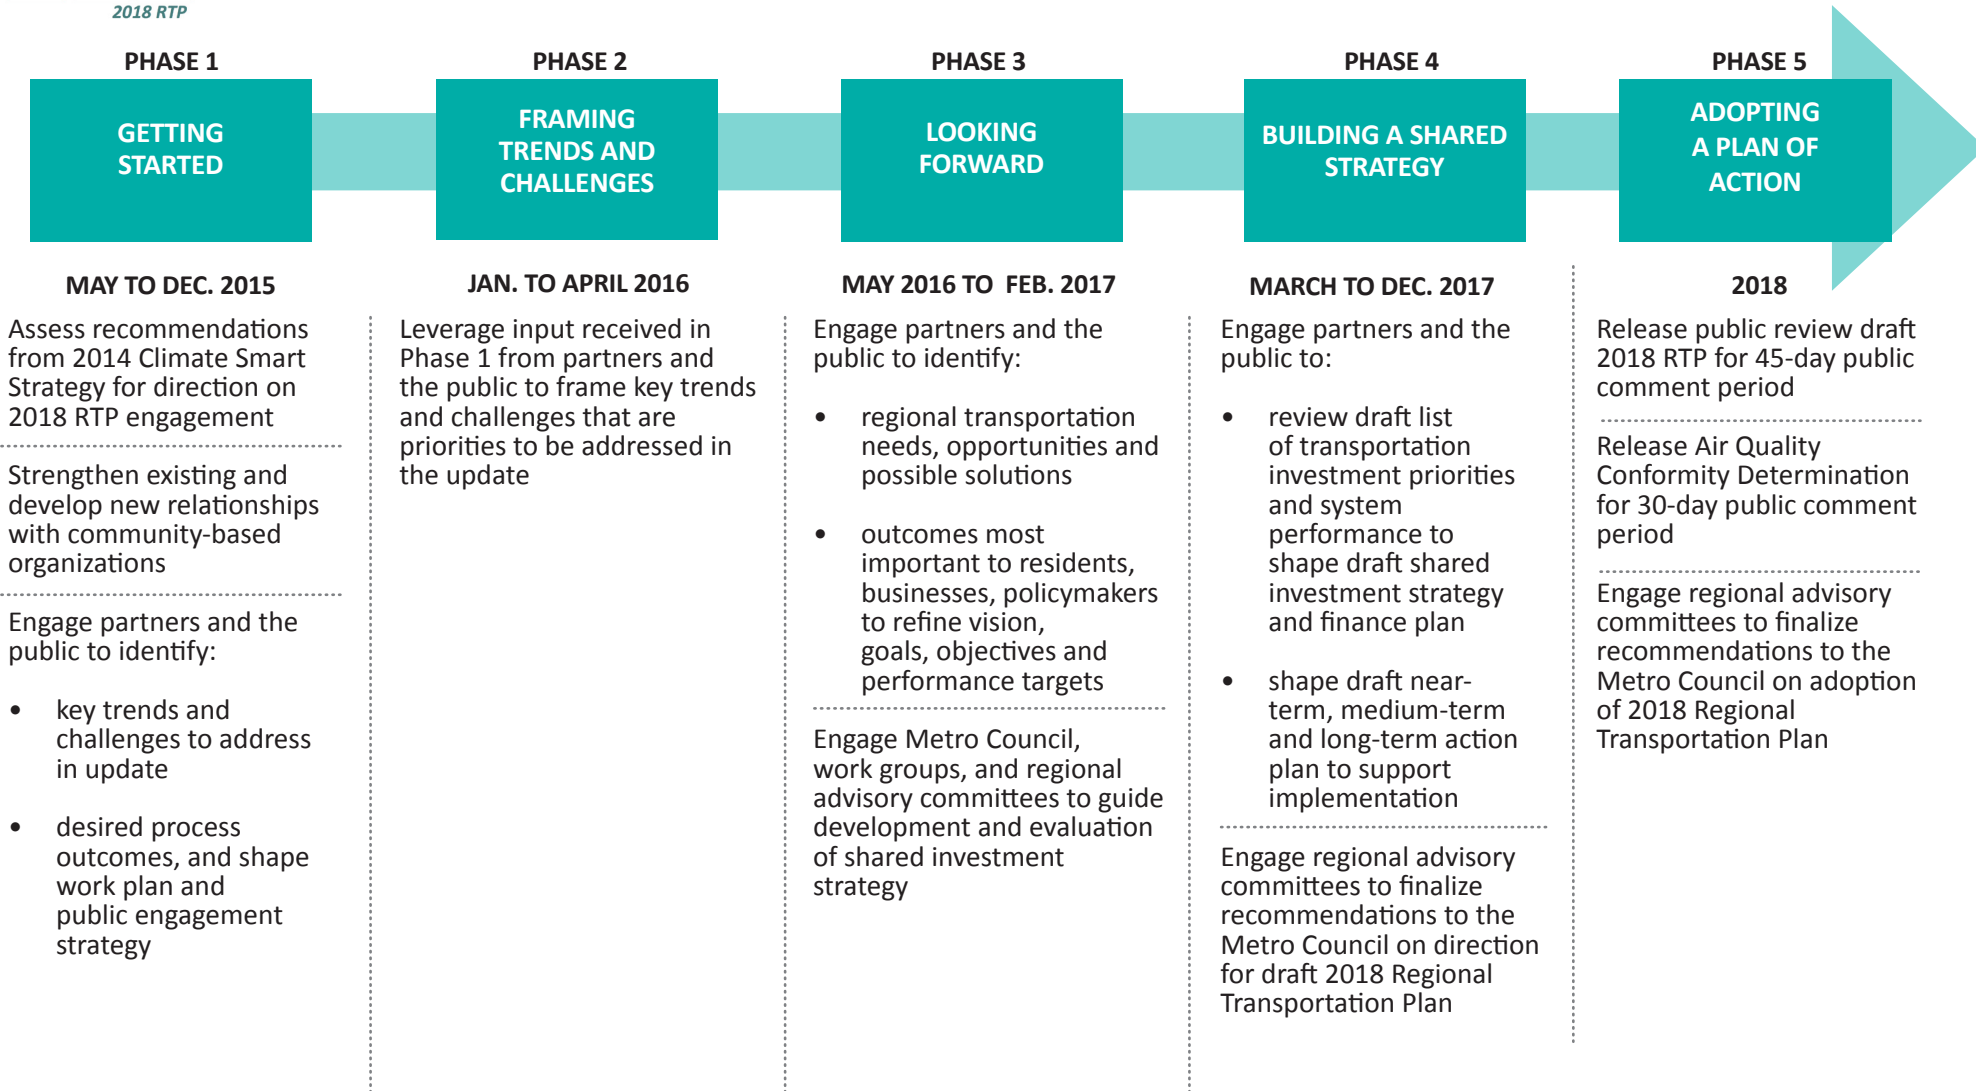 2018 RTP
PHASE 1
GETTING
STARTED
MAY TO DEC. 2015
Assess recommendations
from 2014 Climate Smart
Strategy for direction on
2018 RTP engagement
Strengthen existing and
develop new relationships
with community-based
organizations
Engage partners and the
public to identify:
• key trends and
challenges to address
in update
• desired process
outcomes, and shape
work plan and
public engagement
strategy
PHASE 2
FRAMING
TRENDS AND
CHALLENGES
JAN. TO APRIL 2016
Leverage input received in
Phase 1 from partners and
the public to frame key trends
and challenges that are
priorities to be addressed in
the update
PHASE 3
LOOKING
FORWARD
MAY 2016 TO FEB. 2017
Engage partners and the
public to identify:
• regional transportation
needs, opportunities and
possible solutions
• outcomes most
important to residents,
businesses, policymakers
to refine vision,
goals, objectives and
performance targets
Engage Metro Council,
work groups, and regional
advisory committees to guide
development and evaluation
of shared investment
strategy
PHASE 4
BUILDING A SHARED
STRATEGY
MARCH TO DEC. 2017
Engage partners and the
public to:
• review draft list
of transportation
investment priorities
and system
performance to
shape draft shared
investment strategy
and finance plan
• shape draft near-
term, medium-term
and long-term action
plan to support
implementation
Engage regional advisory
committees to finalize
recommendations to the
Metro Council on direction
for draft 2018 Regional
Transportation Plan
PHASE 5
ADOPTING
A PLAN OF
ACTION
2018
Release public review draft
2018 RTP for 45-day public
comment period
Release Air Quality
Conformity Determination
for 30-day public comment
period
Engage regional advisory
committees to finalize
recommendations to the
Metro Council on adoption
of 2018 Regional
Transportation Plan